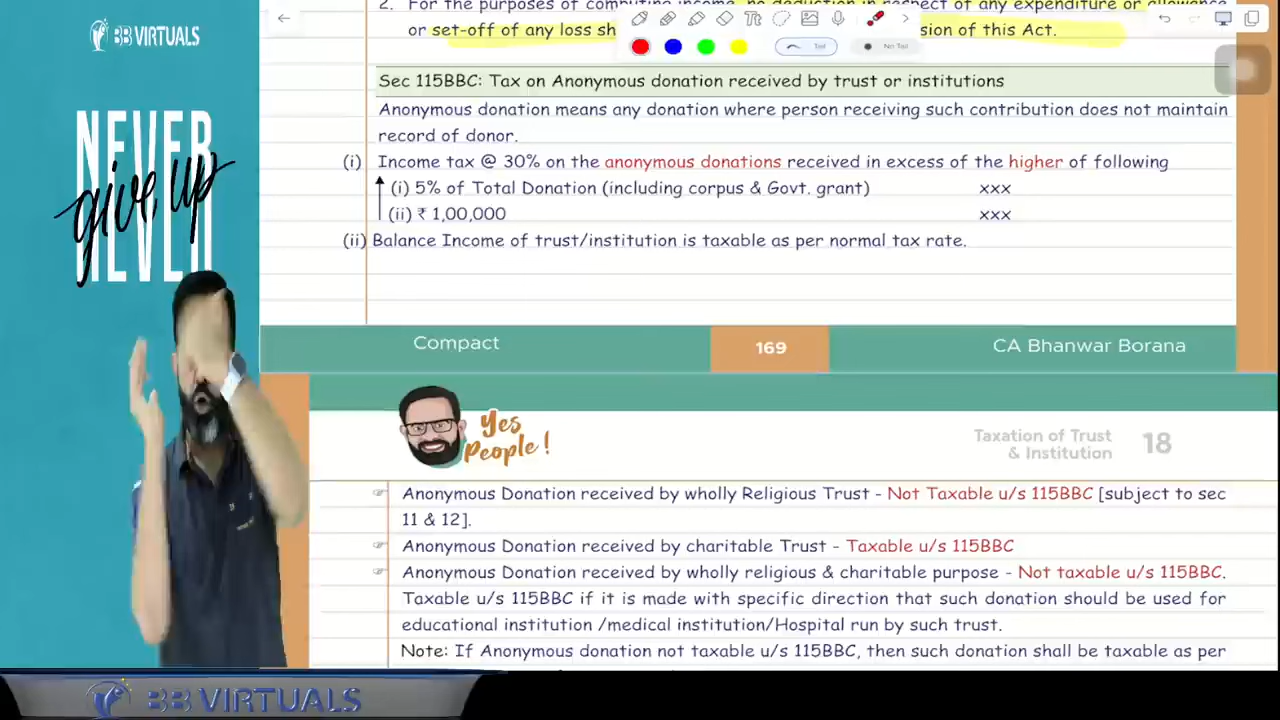 BB VIRTUALS
NEVER
give up
NEVER
2. For the purposes of computing income, no deduction in respect of any expenditure or allowance
or set-off of any loss sh
sion of this Act.
Tt
Tail
No Tail
Sec 115BBC: Tax on Anonymous donation received by trust or institutions
Anonymous donation means any donation where person receiving such contribution does not maintain
record of donor.
(i) Income tax @ 30% on the anonymous donations received in excess of the higher of following
(i) 5% of Total Donation (including corpus & Govt. grant) xxx
(ii) ₹ 1,00,000 xxx
(ii) Balance Income of trust/institution is taxable as per normal tax rate.
Compact 169 CA Bhanwar Borana
Yes
People !
Taxation of Trust
& Institution 18
Anonymous Donation received by wholly Religious Trust - Not Taxable u/s 115BBC [subject to sec
11 & 12].
Anonymous Donation received by charitable Trust - Taxable u/s 115BBC
Anonymous Donation received by wholly religious & charitable purpose - Not taxable u/s 115BBC.
Taxable u/s 115BBC if it is made with specific direction that such donation should be used for
educational institution /medical institution/Hospital run by such trust.
Note: If Anonymous donation not taxable u/s 115BBC, then such donation shall be taxable as per
BB VIRTUALS